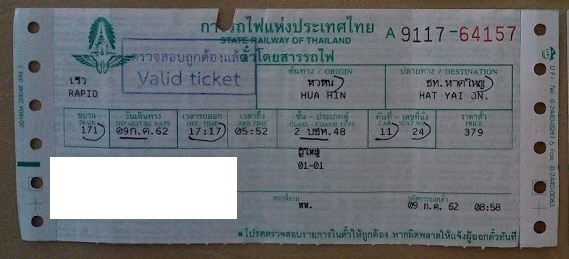 การรถไฟแห่งประเทศไทย A 9117-64157
STATE RAILWAY OF THAILAND
ตรวจสอบถูกต้องแล้ว ตั๋วโดยสารรถไฟ
Valid ticket
เร็ว ต้นทาง / ORIGIN ปลายทาง / DESTINATION
RAPID หัวหิน ชท.หาดใหญ่
HUA HIN HAT YAI JN.
ขบวน วันเดินทาง เวลารถออก เวลาถึง ชั้น - ประเภทตู้ คันที่ - เลขที่นั่ง ราคาตั๋ว
TRAIN DEPARTURE DATE DEP. TIME ARR. TIME CLASS - COACH TYPE CAR SEAT PRICE
171 09ก.ค.62 17:17 05:52 2 บชท.48 11 24 379
ผู้ใหญ่
01-01
หห. 09 ก.ค. 62 08:58
โปรดตรวจสอบรายการในตั๋วให้ถูกต้อง หากผิดพลาดให้แจ้งผู้ออกตั๋วทันที